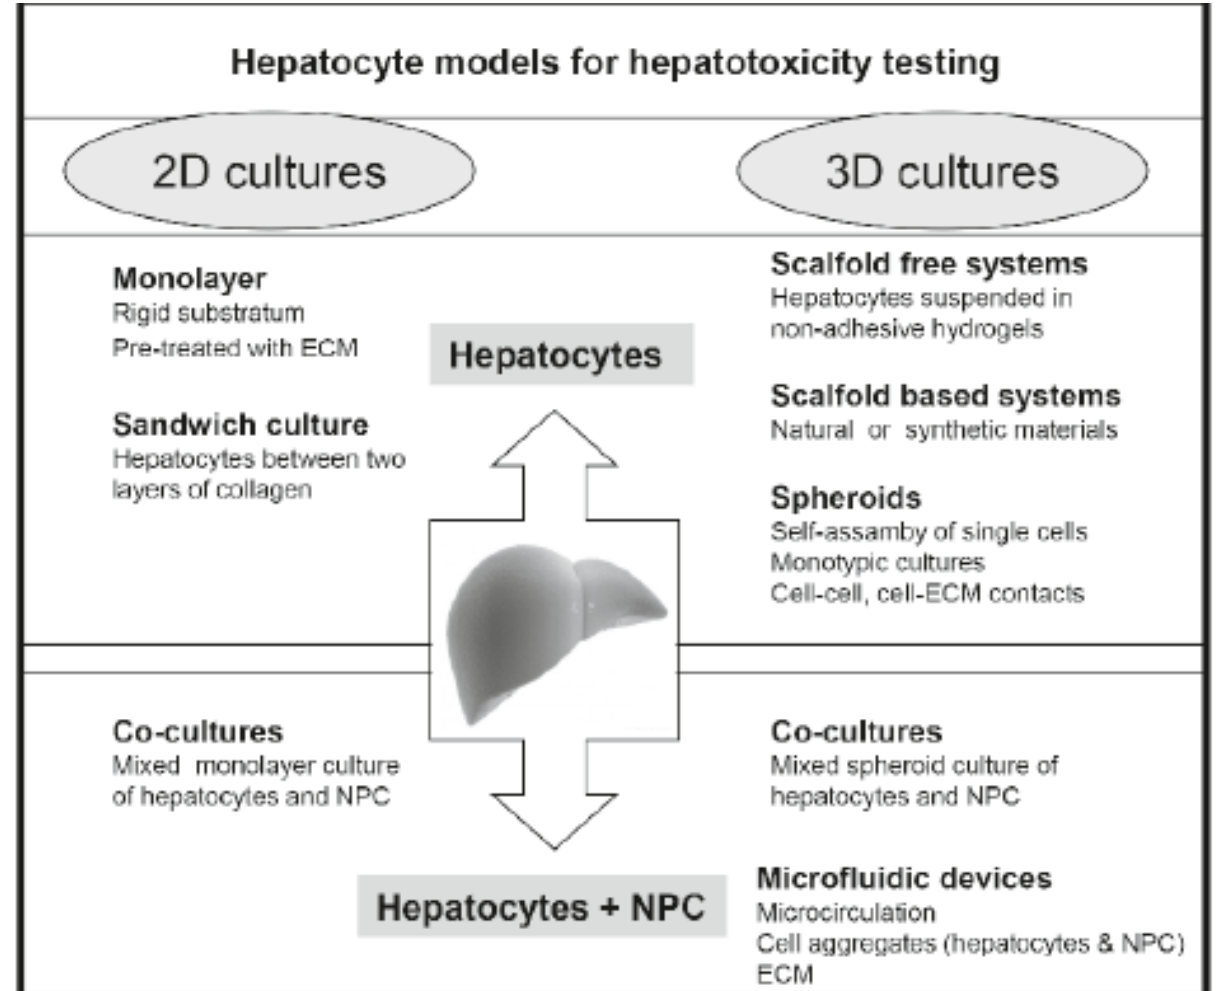 Hepatocyte models for hepatotoxicity testing
2D cultures
3D cultures
Monolayer
Rigid substratum
Pre-treated with ECM
Sandwich culture
Hepatocytes between two
layers of collagen
Hepatocytes
Scalfold free systems
Hepatocytes suspended in
non-adhesive hydrogels
Scalfold based systems
Natural or synthetic materials
Spheroids
Self-assamby of single cells
Monotypic cultures
Cell-cell, cell-ECM contacts
Co-cultures
Mixed monolayer culture
of hepatocytes and NPC
Hepatocytes + NPC
Co-cultures
Mixed spheroid culture of
hepatocytes and NPC
Microfluidic devices
Microcirculation
Cell aggregates (hepatocytes & NPC)
ECM